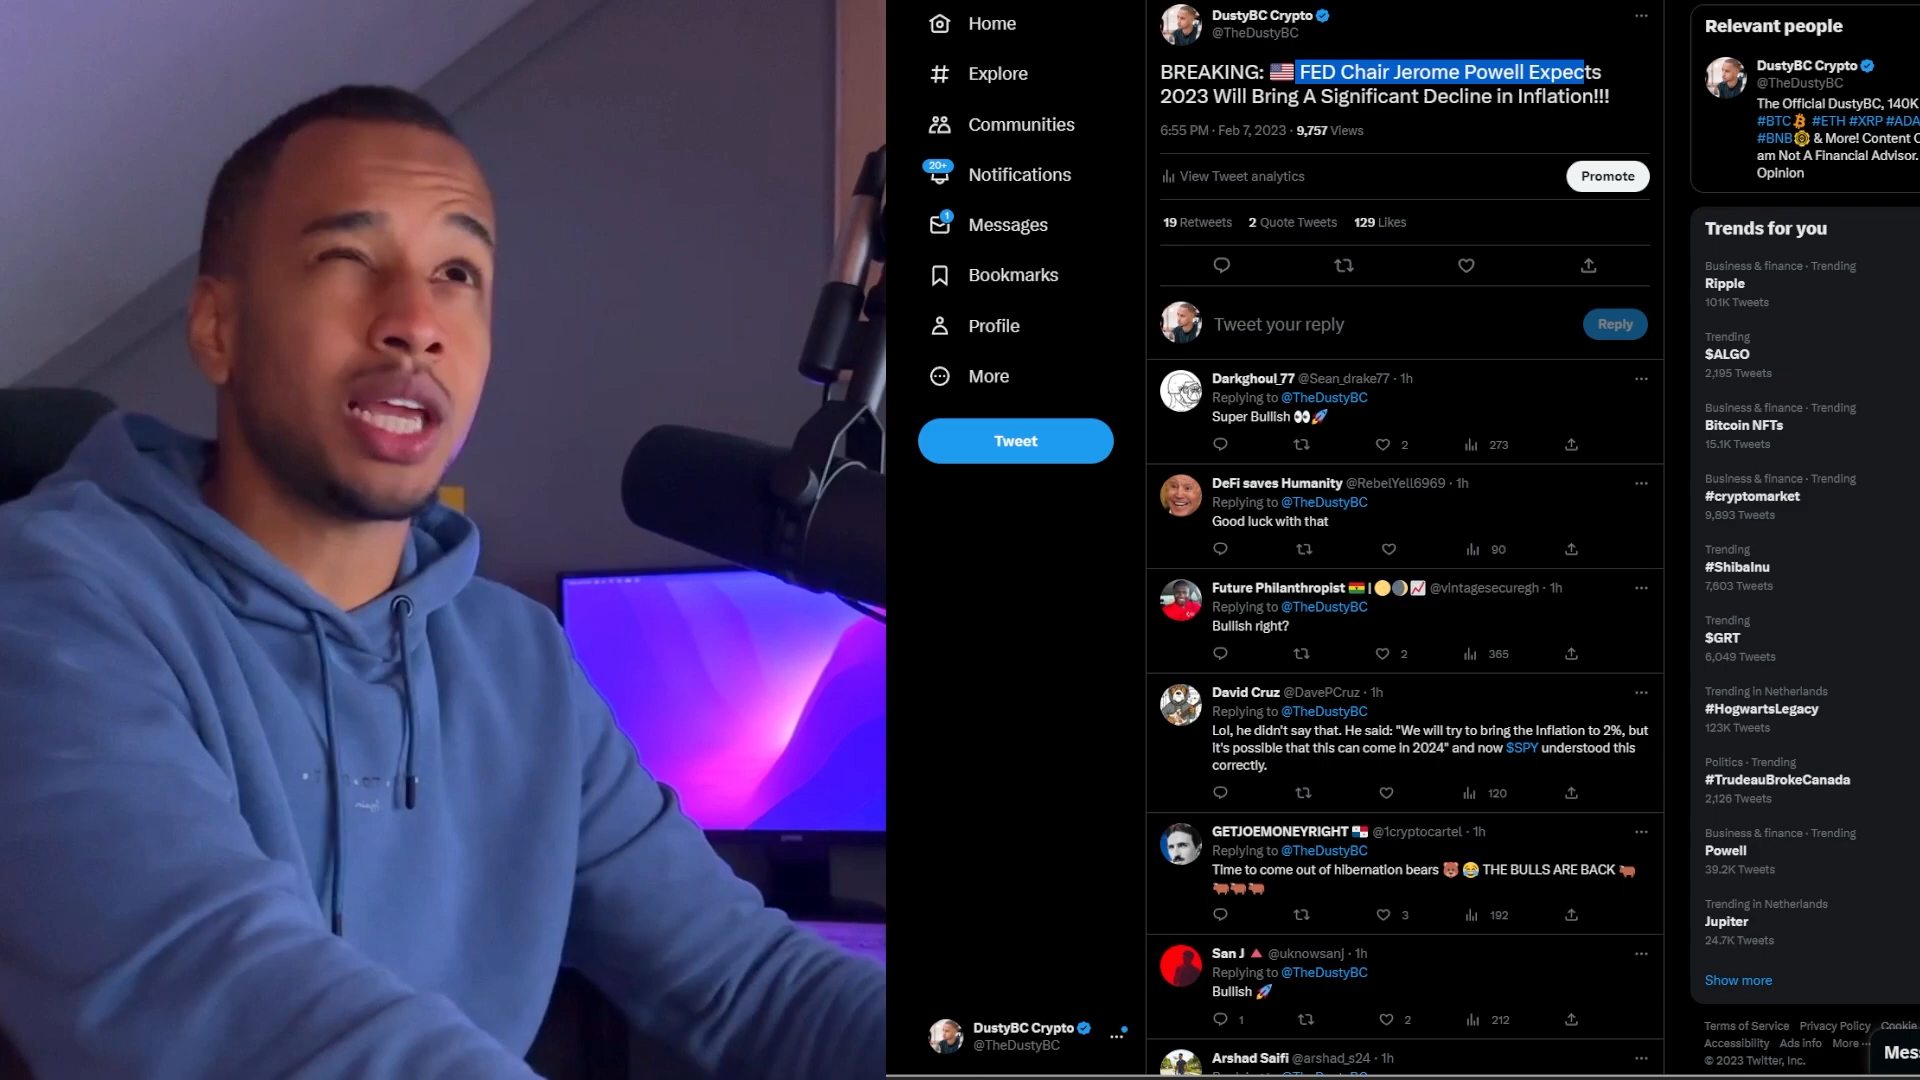 Home
Explore
Communities
20+
Notifications
1
Messages
Bookmarks
Profile
More
Tweet
DustyBC Crypto
@TheDustyBC
DustyBC Crypto
@TheDustyBC
BREAKING: 🇺🇸 FED Chair Jerome Powell Expects
2023 Will Bring A Significant Decline in Inflation!!!
6:55 PM · Feb 7, 2023 · 9,757 Views
View Tweet analytics
Promote
19 Retweets 2 Quote Tweets 129 Likes
Tweet your reply
Reply
Darkghoul_77 @Sean_drake77 · 1h
Replying to @TheDustyBC
Super Bullish 👀🚀
2 273
DeFi saves Humanity @RebelYell6969 · 1h
Replying to @TheDustyBC
Good luck with that
90
Future Philanthropist 🇬🇭 | 🌕🌒📈 @vintagesecuregh · 1h
Replying to @TheDustyBC
Bullish right?
2 365
David Cruz @DavePCruz · 1h
Replying to @TheDustyBC
Lol, he didn't say that. He said: "We will try to bring the Inflation to 2%, but
it's possible that this can come in 2024" and now $SPY understood this
correctly.
120
GETJOEMONEYRIGHT 🇵🇦 @1cryptocartel · 1h
Replying to @TheDustyBC
Time to come out of hibernation bears 🐻 😂 THE BULLS ARE BACK 🐂
🐂🐂🐂
3 192
San J 🔺 @uknowsanj · 1h
Replying to @TheDustyBC
Bullish 🚀
1 2 212
Arshad Saifi @arshad_s24 · 1h
Replying to @TheDustyBC
Relevant people
DustyBC Crypto
@TheDustyBC
The Official DustyBC, 140K
#BTC #ETH #XRP #ADA
#BNB & More! Content C
am Not A Financial Advisor.
Opinion
Trends for you
Business & finance · Trending
Ripple
101K Tweets
Trending
$ALGO
2,195 Tweets
Business & finance · Trending
Bitcoin NFTs
15.1K Tweets
Business & finance · Trending
#cryptomarket
9,893 Tweets
Trending
#ShibaInu
7,603 Tweets
Trending
$GRT
6,049 Tweets
Trending in Netherlands
#HogwartsLegacy
123K Tweets
Politics · Trending
#TrudeauBrokeCanada
2,126 Tweets
Business & finance · Trending
Powell
39.2K Tweets
Trending in Netherlands
Jupiter
24.7K Tweets
Show more
Terms of Service Privacy Policy Cookie
Accessibility Ads info More ···
© 2023 Twitter, Inc.
Mess